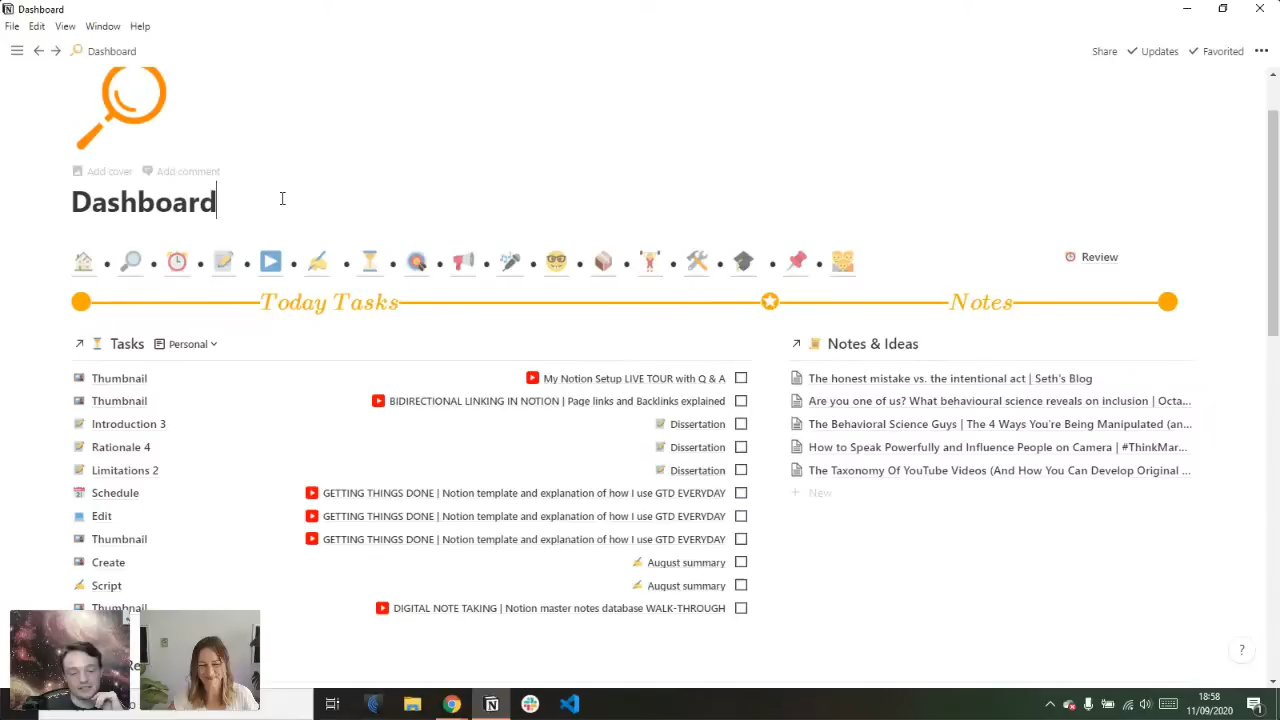 Dashboard
File Edit View Window Help
Dashboard
Share Updates Favorited
Add cover Add comment
Dashboard
Review
Today Tasks Notes
Tasks Personal
Notes & Ideas
Thumbnail My Notion Setup LIVE TOUR with Q & A
The honest mistake vs. the intentional act | Seth's Blog
Thumbnail BIDIRECTIONAL LINKING IN NOTION | Page links and Backlinks explained
Are you one of us? What behavioural science reveals on inclusion | Octa...
Introduction 3 Dissertation
The Behavioral Science Guys | The 4 Ways You're Being Manipulated (an...
Rationale 4 Dissertation
How to Speak Powerfully and Influence People on Camera | #ThinkMar...
Limitations 2 Dissertation
The Taxonomy Of YouTube Videos (And How You Can Develop Original ...
Schedule GETTING THINGS DONE | Notion template and explanation of how I use GTD EVERYDAY
New
Edit GETTING THINGS DONE | Notion template and explanation of how I use GTD EVERYDAY
Thumbnail GETTING THINGS DONE | Notion template and explanation of how I use GTD EVERYDAY
Create August summary
Script August summary
Thumbnail DIGITAL NOTE TAKING | Notion master notes database WALK-THROUGH
?
18:58
11/09/2020